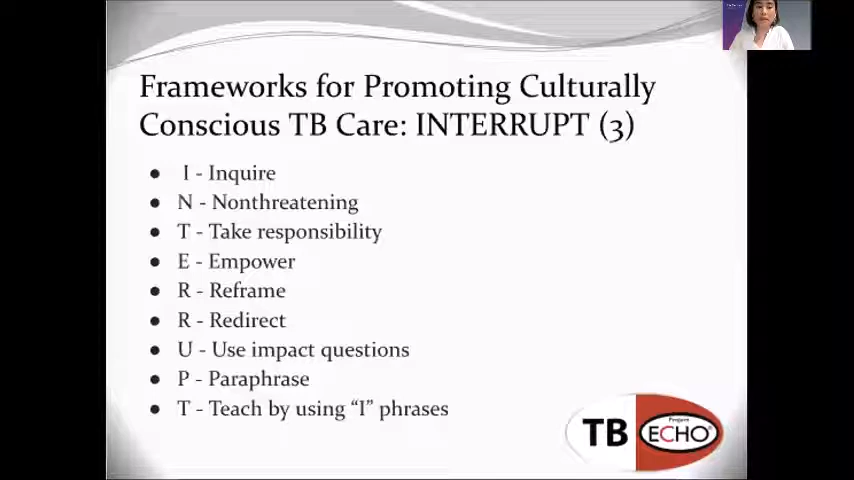 Frameworks for Promoting Culturally
Conscious TB Care: INTERRUPT (3)
● I - Inquire
● N - Nonthreatening
● T - Take responsibility
● E - Empower
● R - Reframe
● R - Redirect
● U - Use impact questions
● P - Paraphrase
● T - Teach by using “I” phrases
TB
Project
ECHO®